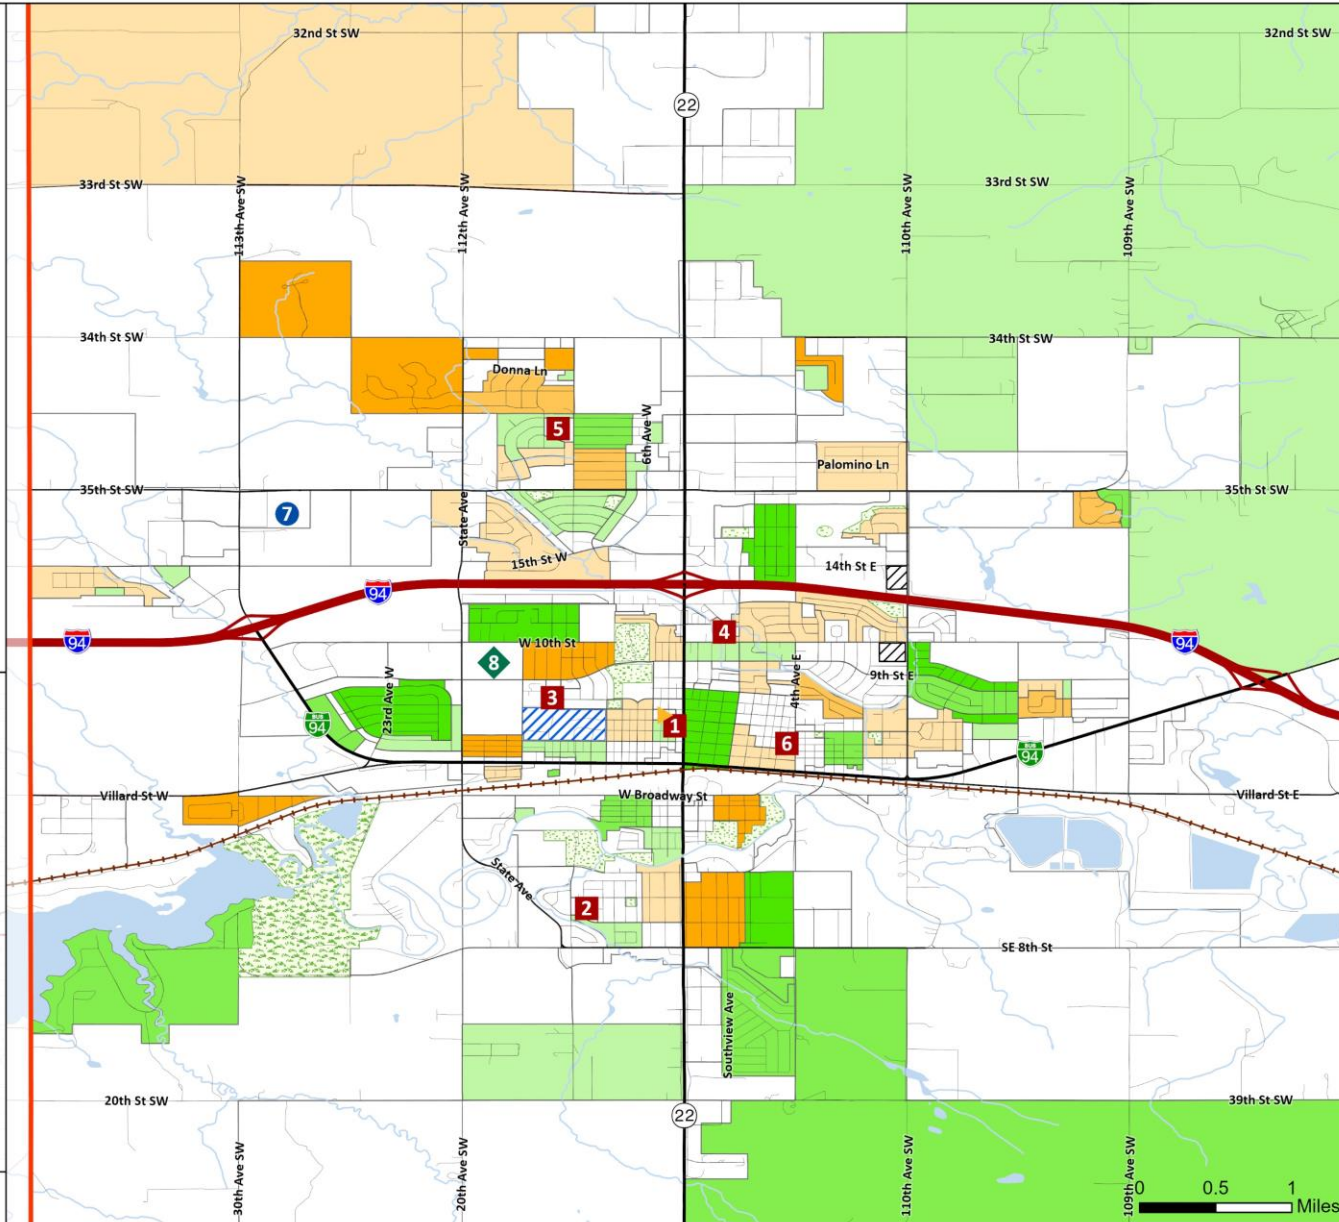 32nd St SW
32nd St SW
22
33rd St SW
33rd St SW
113th Ave SW
112th Ave SW
110th Ave SW
109th Ave SW
34th St SW
34th St SW
Donna Ln
5
6th Ave W
Palomino Ln
35th St SW
35th St SW
7
State Ave
15th St W
14th St E
94
94
94
4
W 10th St
8
9th St E
4th Ave E
23rd Ave W
3
BUS
94
1
6
BUS
94
Villard St W
W Broadway St
Villard St E
State Ave
2
SE 8th St
Southview Ave
20th St SW
39th St SW
22
30th Ave SW
20th Ave SW
110th Ave SW
109th Ave SW
0 0.5 1
Miles